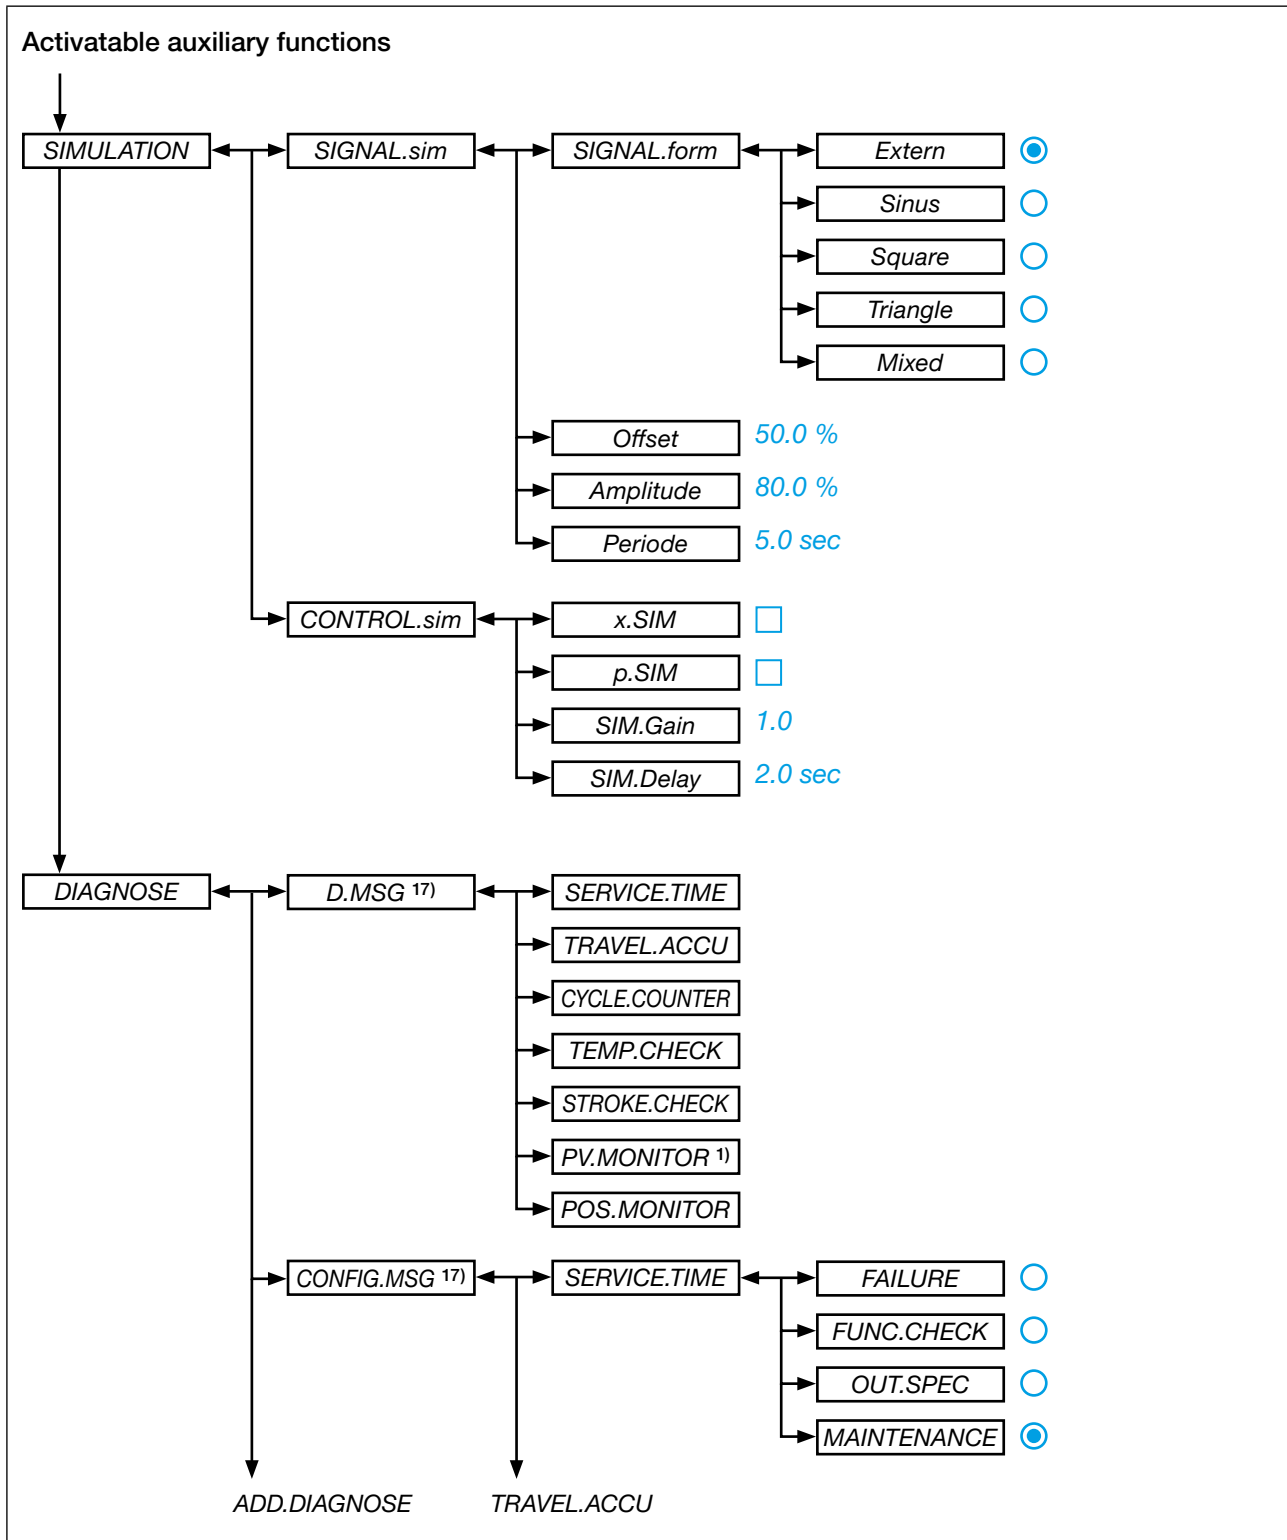 Activatable auxiliary functions
SIMULATION
SIGNAL.sim
SIGNAL.form
Extern
Sinus
Square
Triangle
Mixed
Offset 50.0 %
Amplitude 80.0 %
Periode 5.0 sec
CONTROL.sim
x.SIM
p.SIM
SIM.Gain 1.0
SIM.Delay 2.0 sec
DIAGNOSE
D.MSG 17)
SERVICE.TIME
TRAVEL.ACCU
CYCLE.COUNTER
TEMP.CHECK
STROKE.CHECK
PV.MONITOR 1)
POS.MONITOR
CONFIG.MSG 17)
SERVICE.TIME
FAILURE
FUNC.CHECK
OUT.SPEC
MAINTENANCE
ADD.DIAGNOSE
TRAVEL.ACCU